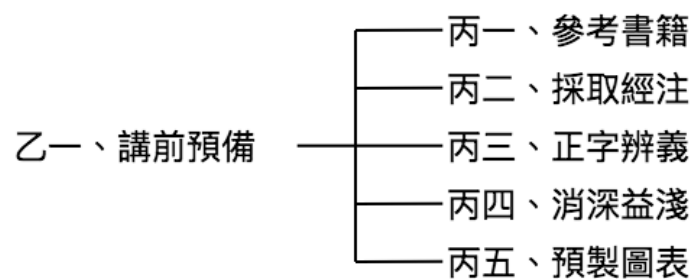 乙一、講前預備
丙一、參考書籍
丙二、採取經注
丙三、正字辨義
丙四、消深益淺
丙五、預製圖表